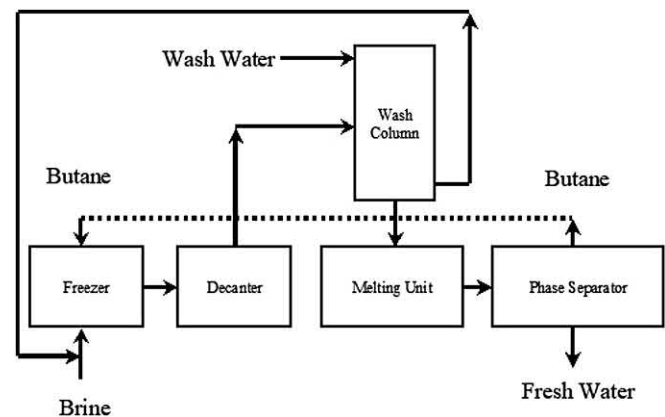 Wash Water
Wash
Column
Butane
Butane
Freezer
Decanter
Melting Unit
Phase Separator
Brine
Fresh Water